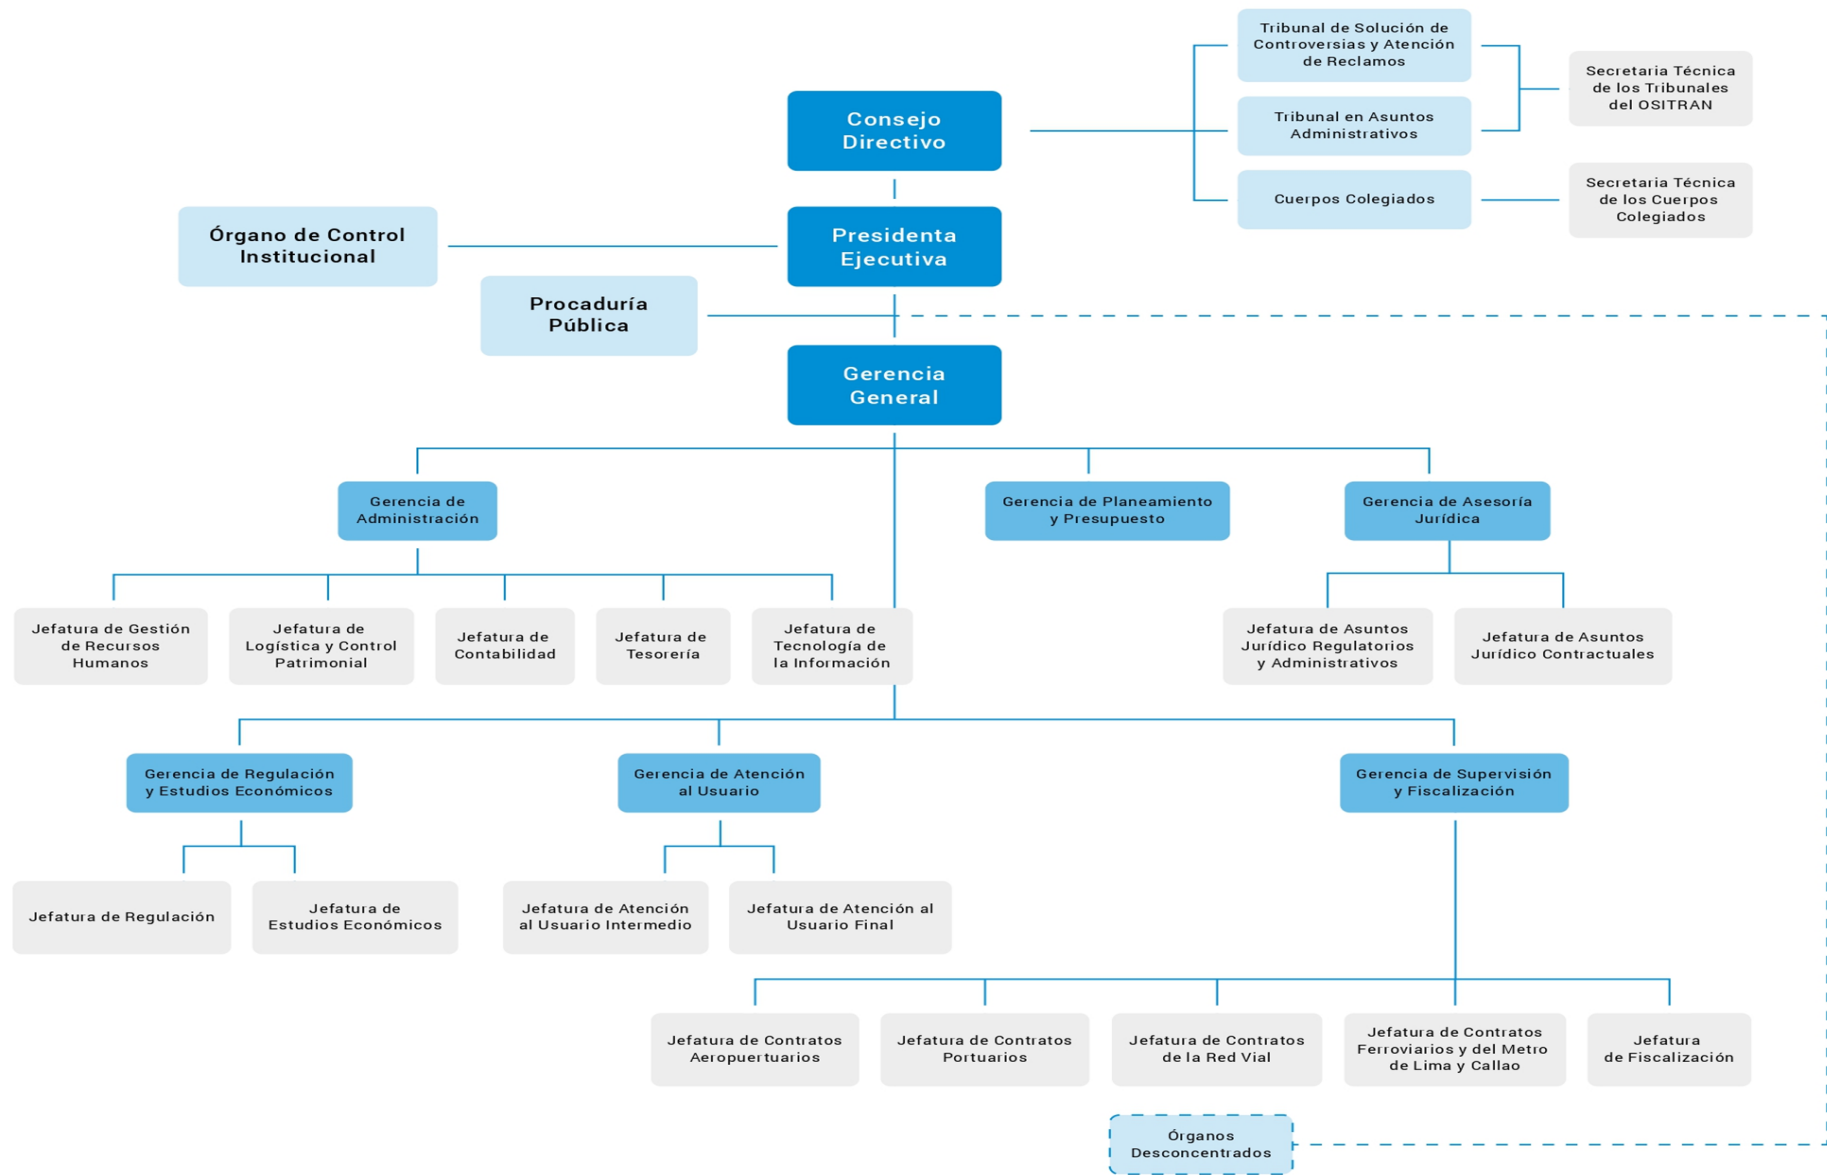 Tribunal de Solución de
Controversias y Atención
de Reclamos
Secretaria Técnica
de los Tribunales
del OSITRAN
Consejo
Directivo
Tribunal en Asuntos
Administrativos
Cuerpos Colegiados
Secretaria Técnica
de los Cuerpos
Colegiados
Órgano de Control
Institucional
Presidenta
Ejecutiva
Procaduría
Pública
Gerencia
General
Gerencia de
Administración
Gerencia de Planeamiento
y Presupuesto
Gerencia de Asesoría
Jurídica
Jefatura de Gestión
de Recursos
Humanos
Jefatura de
Logística y Control
Patrimonial
Jefatura de
Contabilidad
Jefatura de
Tesorería
Jefatura de
Tecnología de
la Información
Jefatura de Asuntos
Jurídico Regulatorios
y Administrativos
Jefatura de Asuntos
Jurídico Contractuales
Gerencia de Regulación
y Estudios Económicos
Gerencia de Atención
al Usuario
Gerencia de Supervisión
y Fiscalización
Jefatura de Regulación
Jefatura de
Estudios Económicos
Jefatura de Atención
al Usuario Intermedio
Jefatura de Atención al
Usuario Final
Jefatura de Contratos
Aeropuertuarios
Jefatura de Contratos
Portuarios
Jefatura de Contratos
de la Red Vial
Jefatura de Contratos
Ferroviarios y del Metro
de Lima y Callao
Jefatura
de Fiscalización
Órganos
Desconcentrados